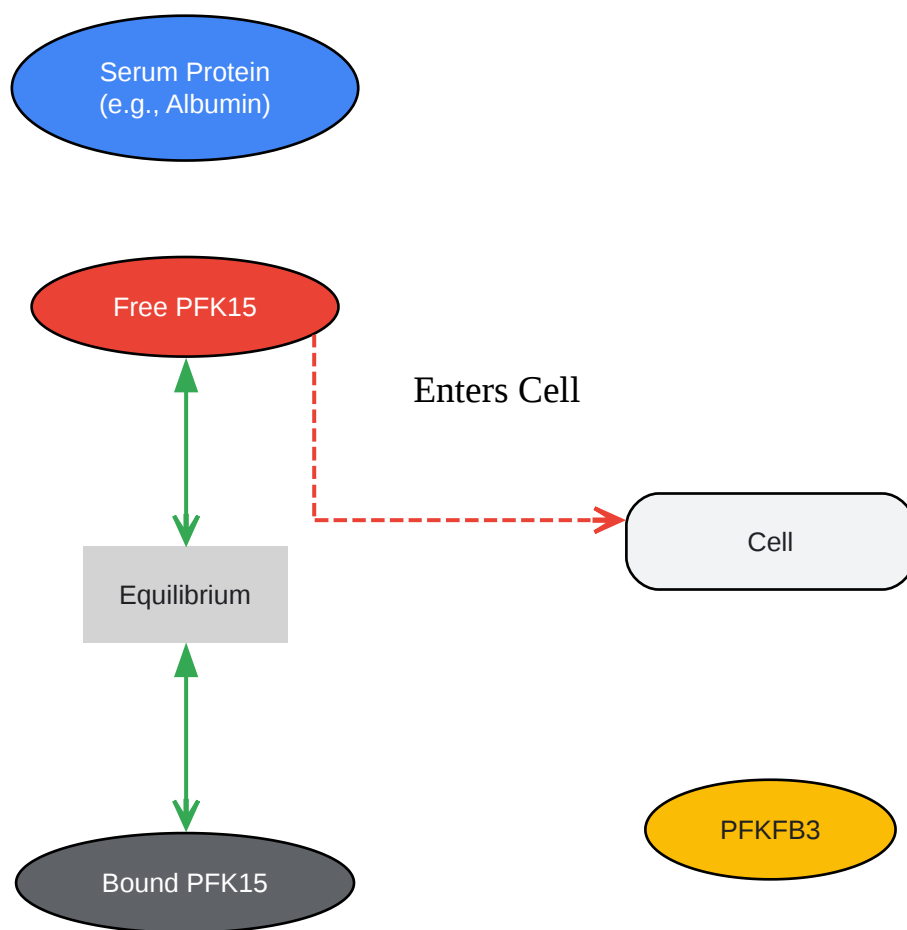 Serum Protein
(e.g., Albumin)
Free PFK15
Enters Cell
Cell
Equilibrium
PFKFB3
Bound PFK15